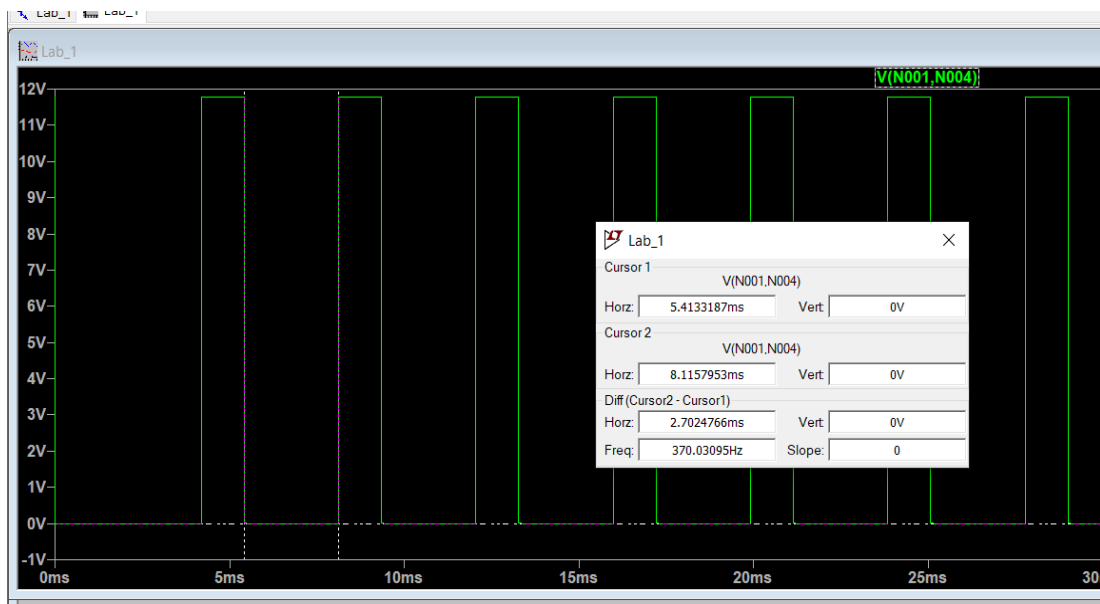 Lab_1 Lab_1
Lab_1
V(N001,N004)
12V
11V
10V
9V
8V
7V
6V
5V
4V
3V
2V
1V
0V
-1V
0ms 5ms 10ms 15ms 20ms 25ms 30
Lab_1
Cursor 1
V(N001,N004)
Horz: 5.4133187ms Vert: 0V
Cursor 2
V(N001,N004)
Horz: 8.1157953ms Vert: 0V
Diff (Cursor2 - Cursor1)
Horz: 2.7024766ms Vert: 0V
Freq: 370.03095Hz Slope: 0